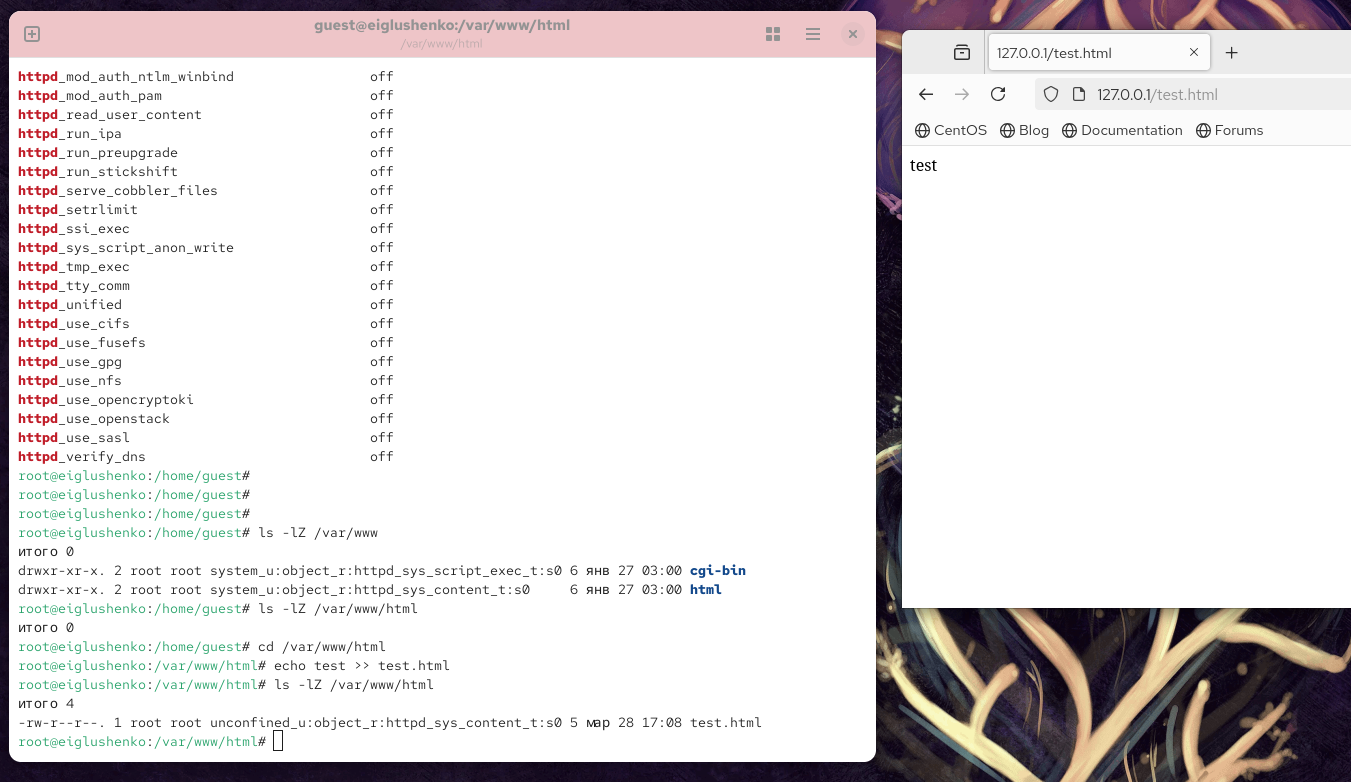 guest@eiglushenko:/var/www/html
/var/www/html
httpd_mod_auth_ntlm_winbind off
httpd_mod_auth_pam off
httpd_read_user_content off
httpd_run_ipa off
httpd_run_preupgrade off
httpd_run_stickshift off
httpd_serve_cobbler_files off
httpd_setrlimit off
httpd_ssi_exec off
httpd_sys_script_anon_write off
httpd_tmp_exec off
httpd_tty_comm off
httpd_unified off
httpd_use_cifs off
httpd_use_fusefs off
httpd_use_gpg off
httpd_use_nfs off
httpd_use_opencryptoki off
httpd_use_openstack off
httpd_use_sasl off
httpd_verify_dns off
root@eiglushenko:/home/guest#
root@eiglushenko:/home/guest#
root@eiglushenko:/home/guest#
root@eiglushenko:/home/guest# ls -lZ /var/www
итого 0
drwxr-xr-x. 2 root root system_u:object_r:httpd_sys_script_exec_t:s0 6 янв 27 03:00 cgi-bin
drwxr-xr-x. 2 root root system_u:object_r:httpd_sys_content_t:s0 6 янв 27 03:00 html
root@eiglushenko:/home/guest# ls -lZ /var/www/html
итого 0
root@eiglushenko:/home/guest# cd /var/www/html
root@eiglushenko:/var/www/html# echo test >> test.html
root@eiglushenko:/var/www/html# ls -lZ /var/www/html
итого 4
-rw-r--r--. 1 root root unconfined_u:object_r:httpd_sys_content_t:s0 5 мар 28 17:08 test.html
root@eiglushenko:/var/www/html#
127.0.0.1/test.html
127.0.0.1/test.html
CentOS Blog Documentation Forums
test